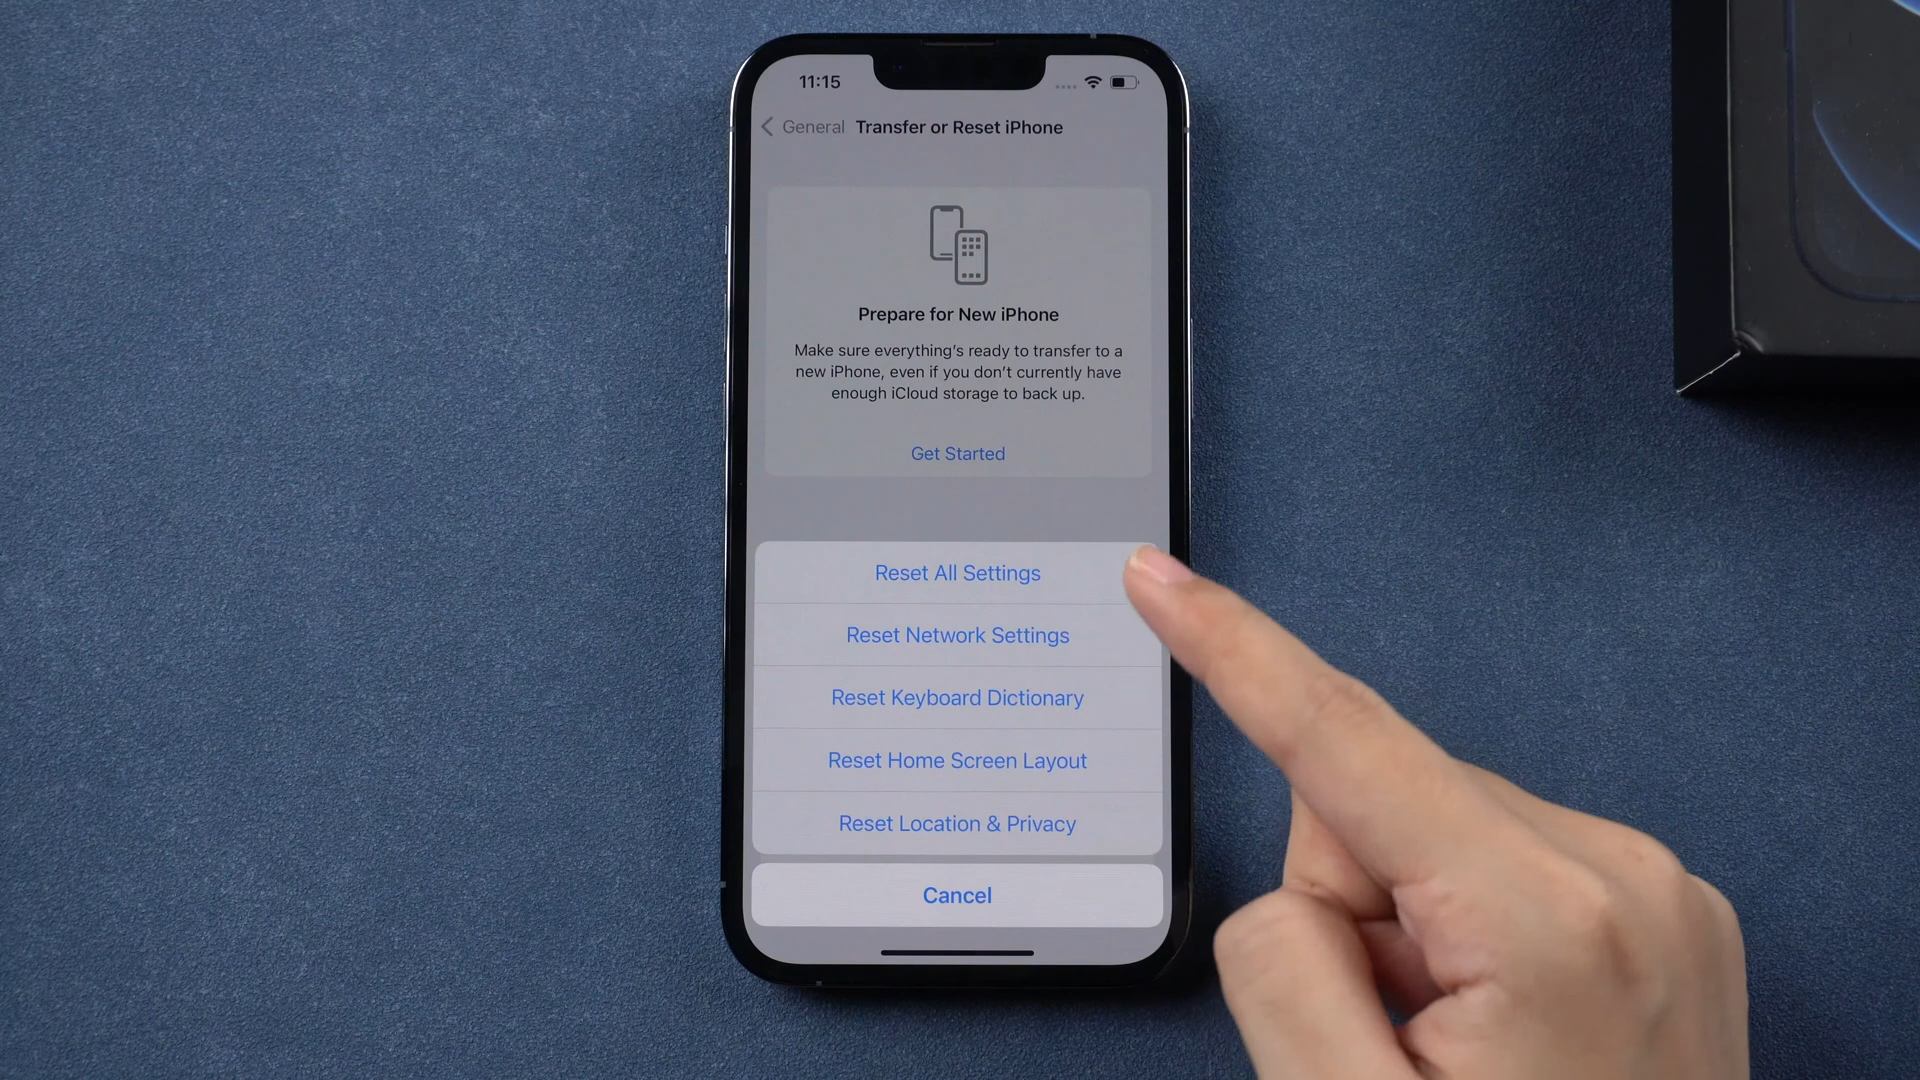 11:15
General Transfer or Reset iPhone
Prepare for New iPhone
Make sure everything's ready to transfer to a
new iPhone, even if you don't currently have
enough iCloud storage to back up.
Get Started
Reset All Settings
Reset Network Settings
Reset Keyboard Dictionary
Reset Home Screen Layout
Reset Location & Privacy
Cancel